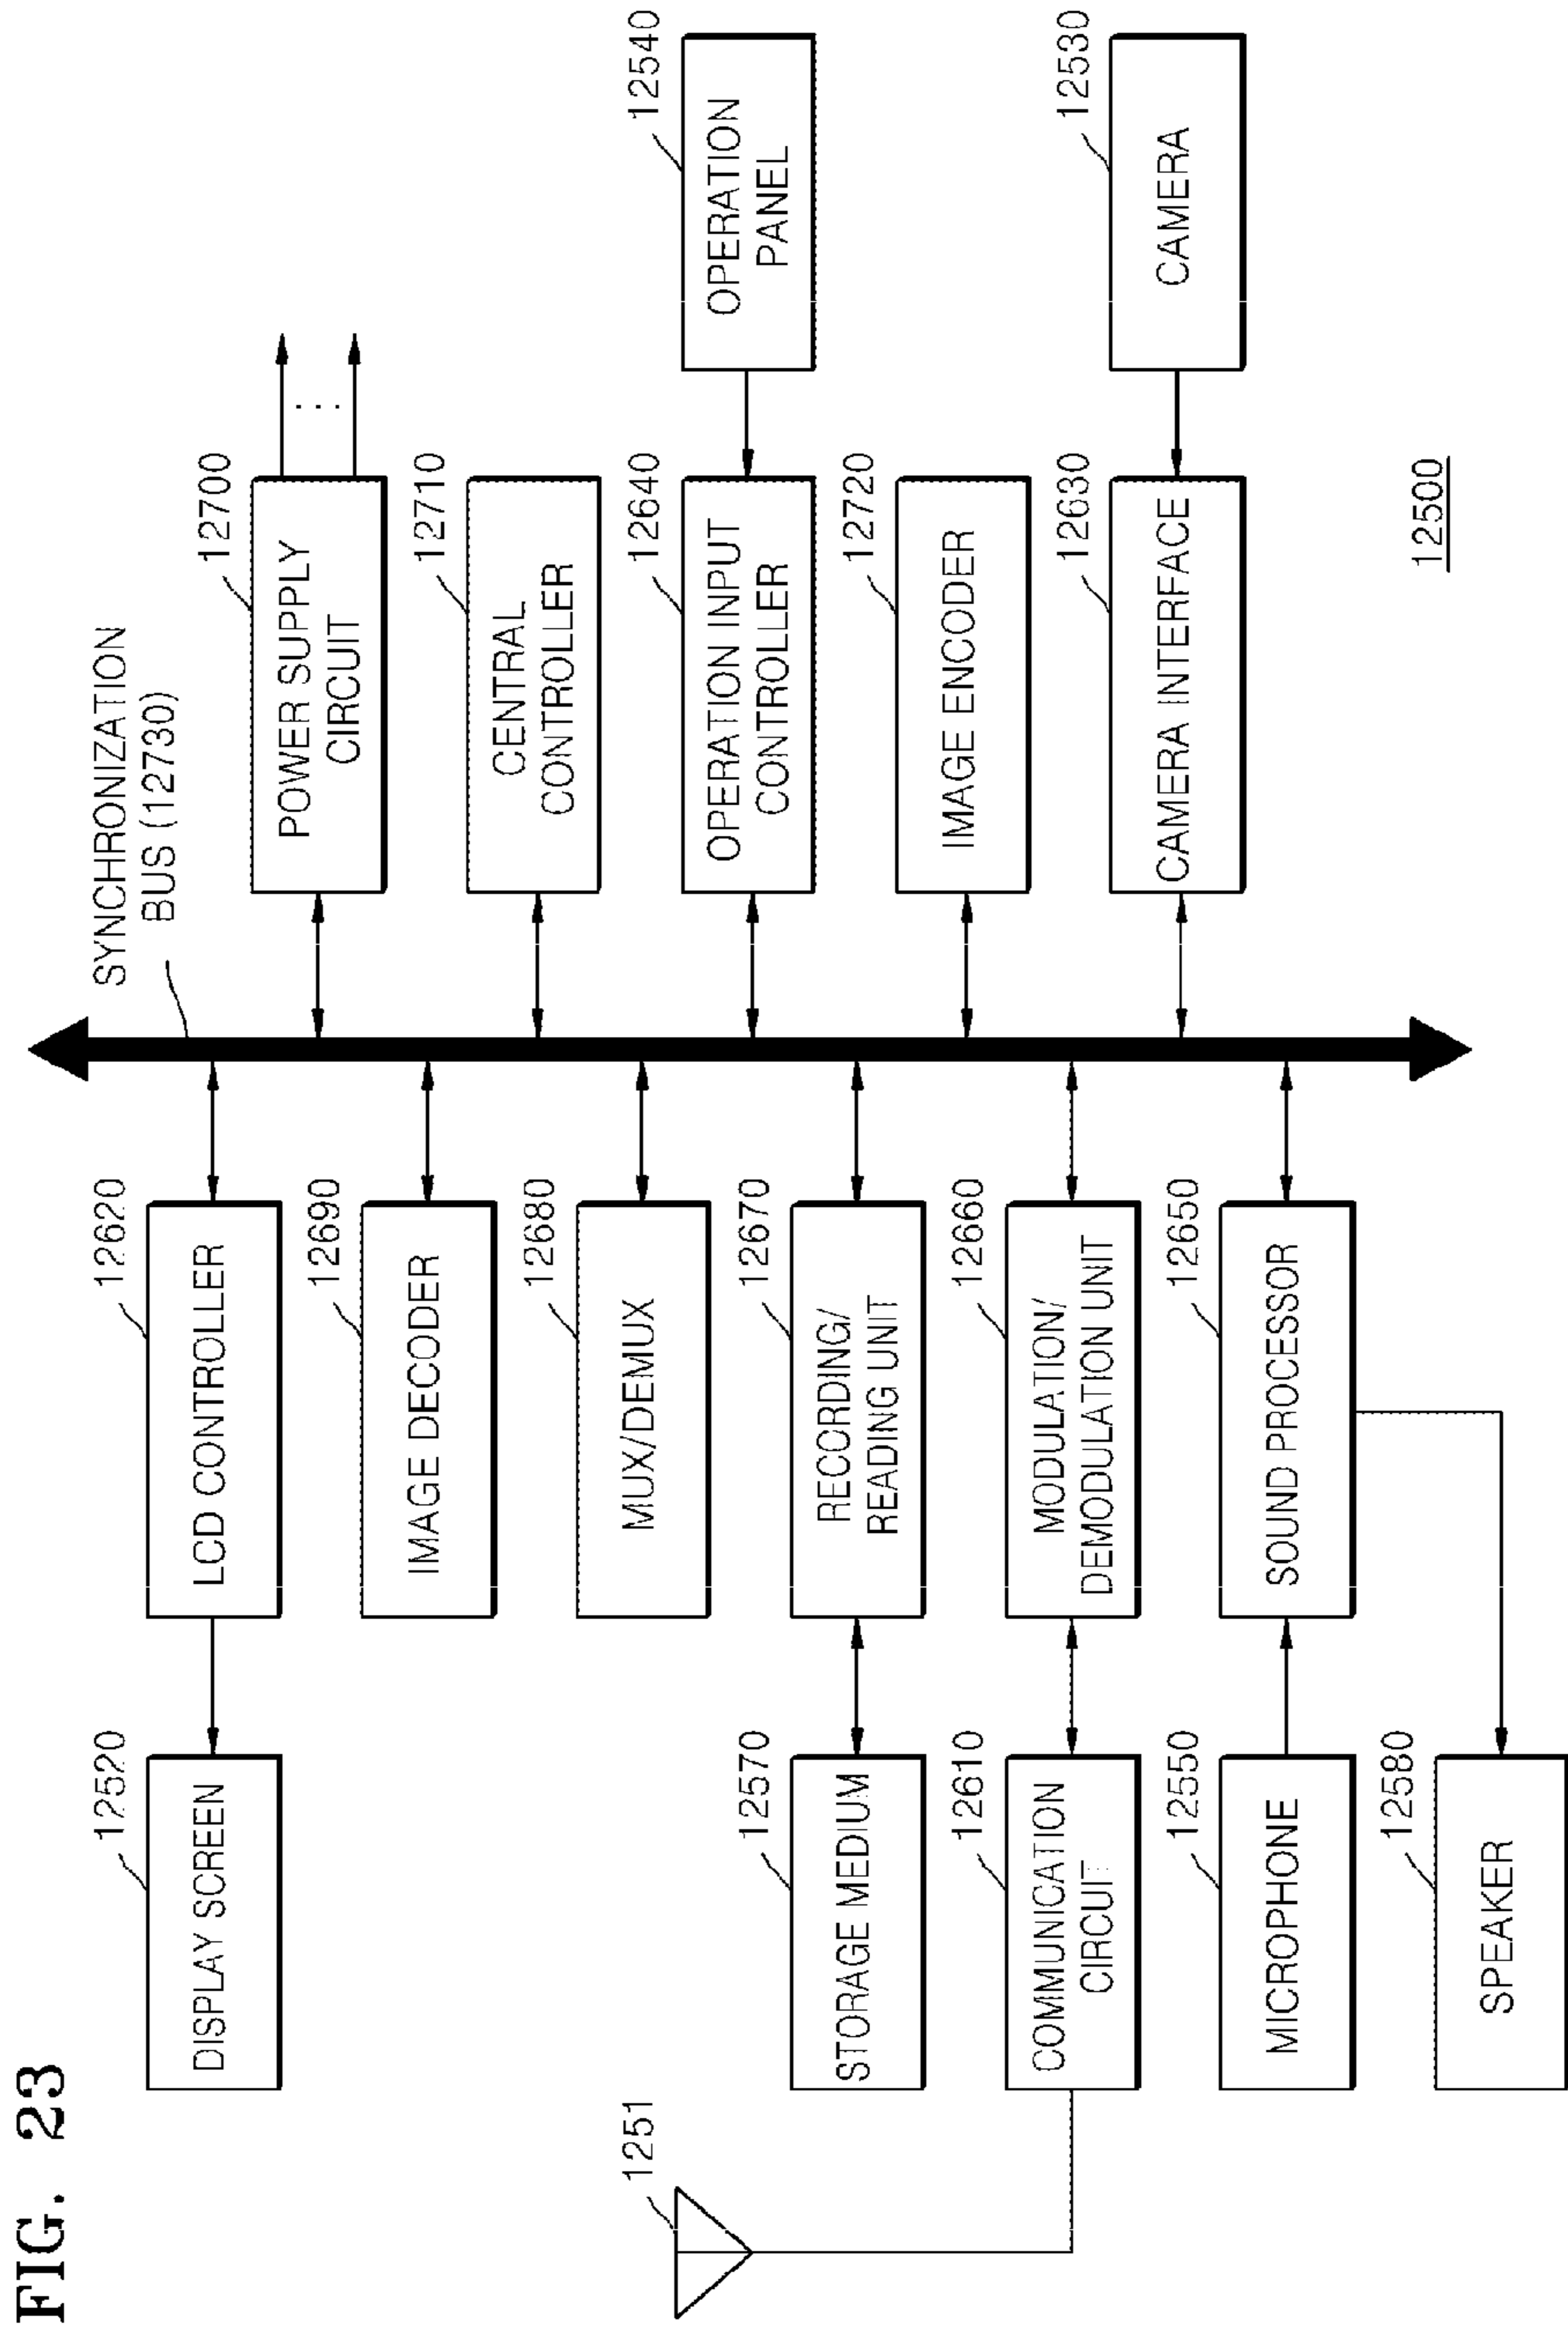 FIG. 23
SYNCHRONIZATION
BUS (12730)
12520
DISPLAY SCREEN
12620
LCD CONTROLLER
12700
POWER SUPPLY
CIRCUIT
12690
IMAGE DECODER
12710
CENTRAL
CONTROLLER
12680
MUX/DEMUX
12640
OPERATION INPUT
CONTROLLER
12540
OPERATION
PANEL
1251
12570
STORAGE MEDIUM
12670
RECORDING/
READING UNIT
12720
IMAGE ENCODER
12610
COMMUNICATION
CIRCUIT
12660
MODULATION/
DEMODULATION UNIT
12630
CAMERA INTERFACE
12530
CAMERA
12550
MICROPHONE
12650
SOUND PROCESSOR
12580
SPEAKER
12500